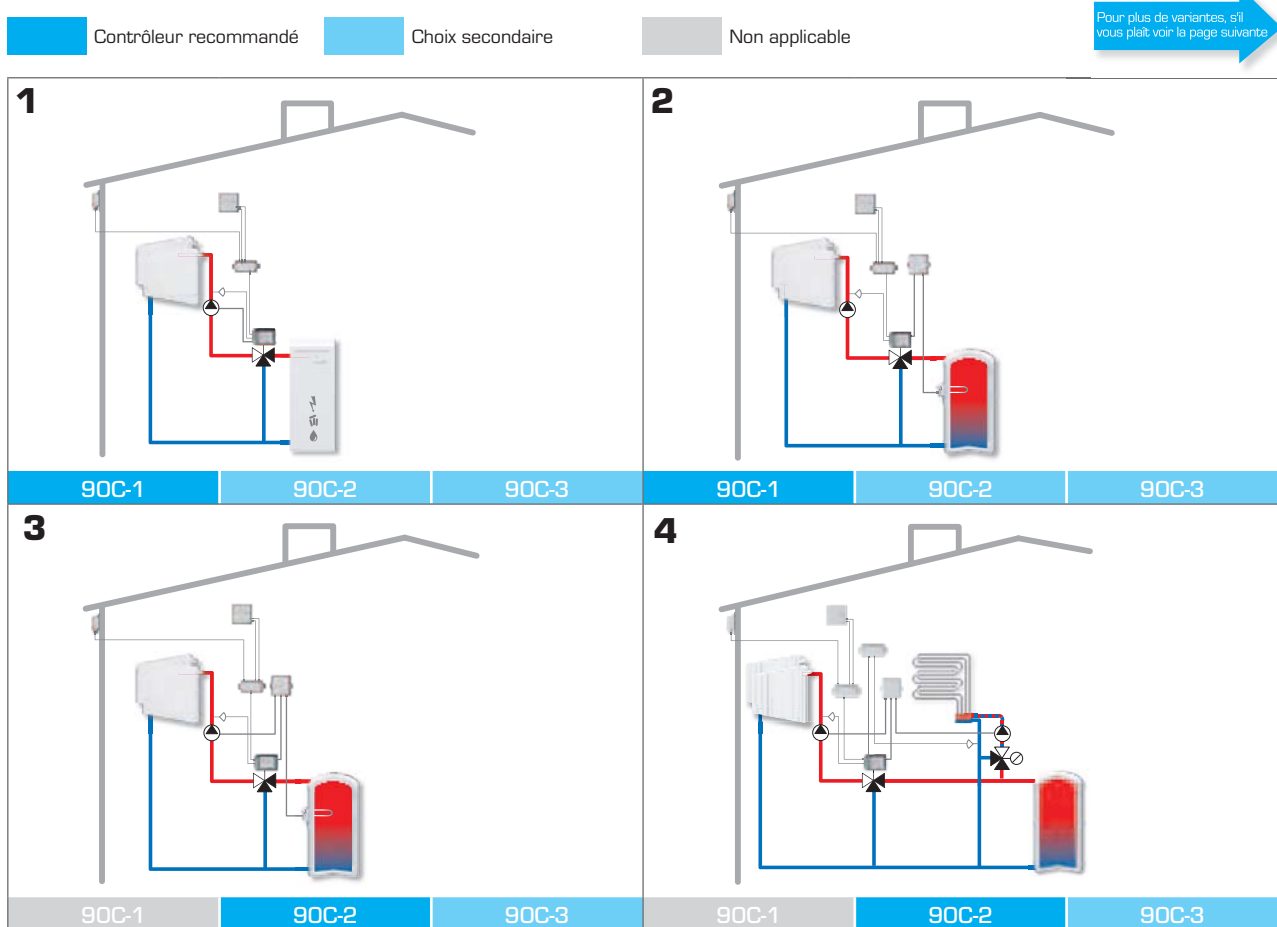 Contrôleur recommandé
Choix secondaire
Non applicable
Pour plus de variantes, s'il
vous plaît voir la page suivante
1
2
90C-1
90C-2
90C-3
90C-1
90C-2
90C-3
3
4
90C-1
90C-2
90C-3
90C-1
90C-2
90C-3